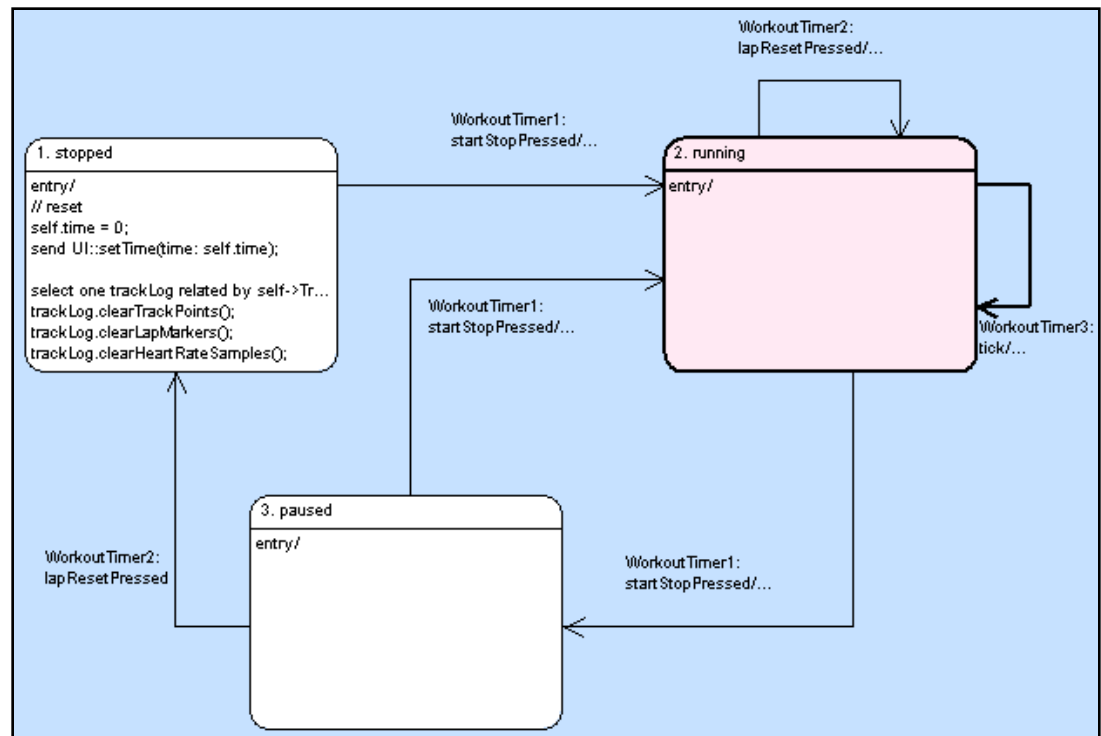 WorkoutTimer2:
lapResetPressed/...
WorkoutTimer1:
startStopPressed/...
1. stopped
entry/
// reset
self.time = 0;
send UI::setTime(time: self.time);
select one trackLog related by self->Tr...
trackLog.clearTrackPoints();
trackLog.clearLapMarkers();
trackLog.clearHeartRateSamples();
2. running
entry/
WorkoutTimer1:
startStopPressed/...
WorkoutTimer3:
tick/...
3. paused
entry/
WorkoutTimer2:
lapResetPressed
WorkoutTimer1:
startStopPressed/...